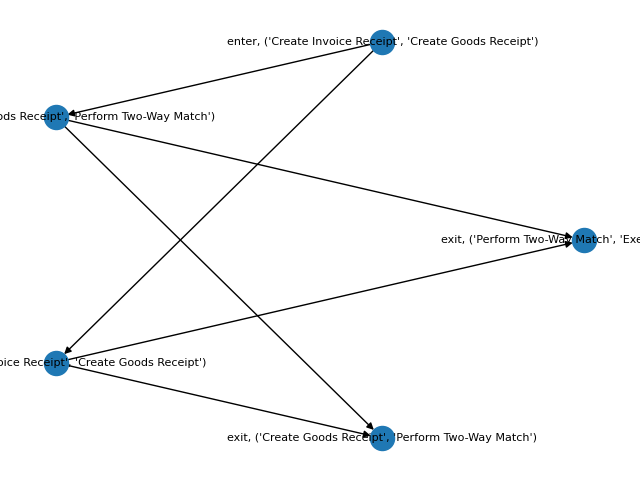 enter, ('Create Invoice Receipt', 'Create Goods Receipt')
ods Receipt', 'Perform Two-Way Match')
exit, ('Perform Two-Way Match', 'Exe
oice Receipt', 'Create Goods Receipt')
exit, ('Create Goods Receipt', 'Perform Two-Way Match')